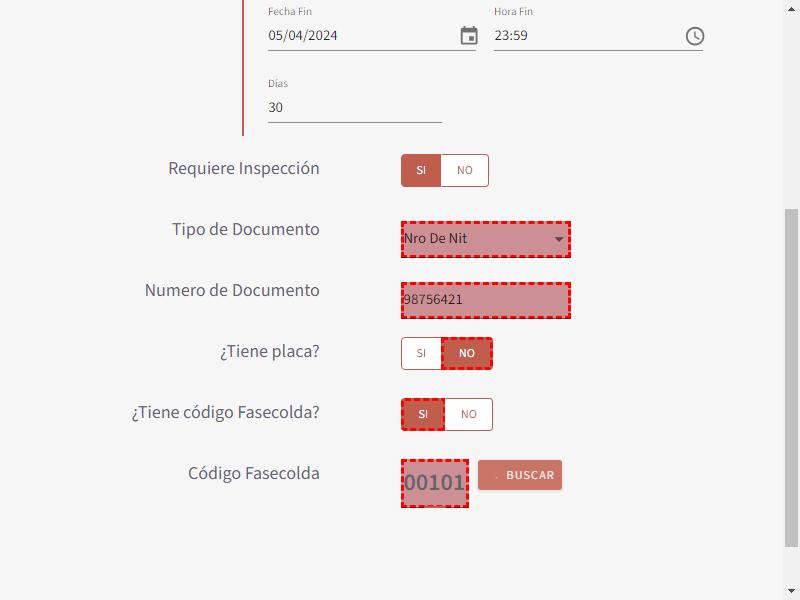 Fecha Fin
Hora Fin
05/04/2024
23:59
Días
30
Requiere Inspección
SI
NO
Tipo de Documento
Nro De Nit
Numero de Documento
98756421
¿Tiene placa?
SI
NO
¿Tiene código Fasecolda?
SI
NO
Código Fasecolda
00101
BUSCAR